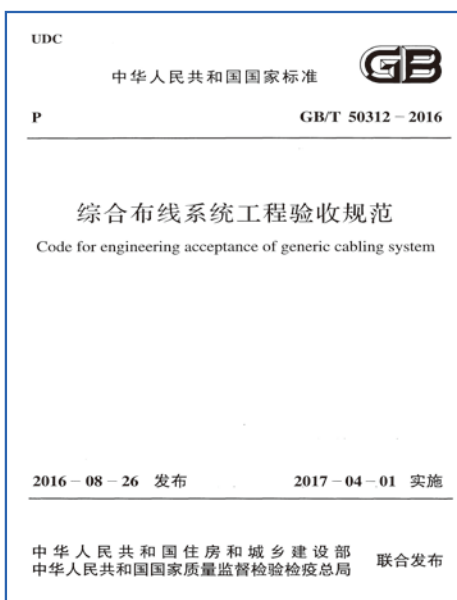 UDC
GB
中华人民共和国国家标准
P
GB/T 50312－2016
综合布线系统工程验收规范
Code for engineering acceptance of generic cabling system
2016－08－26 发布
2017－04－01 实施
中华人民共和国住房和城乡建设部
中华人民共和国国家质量监督检验检疫总局
联合发布